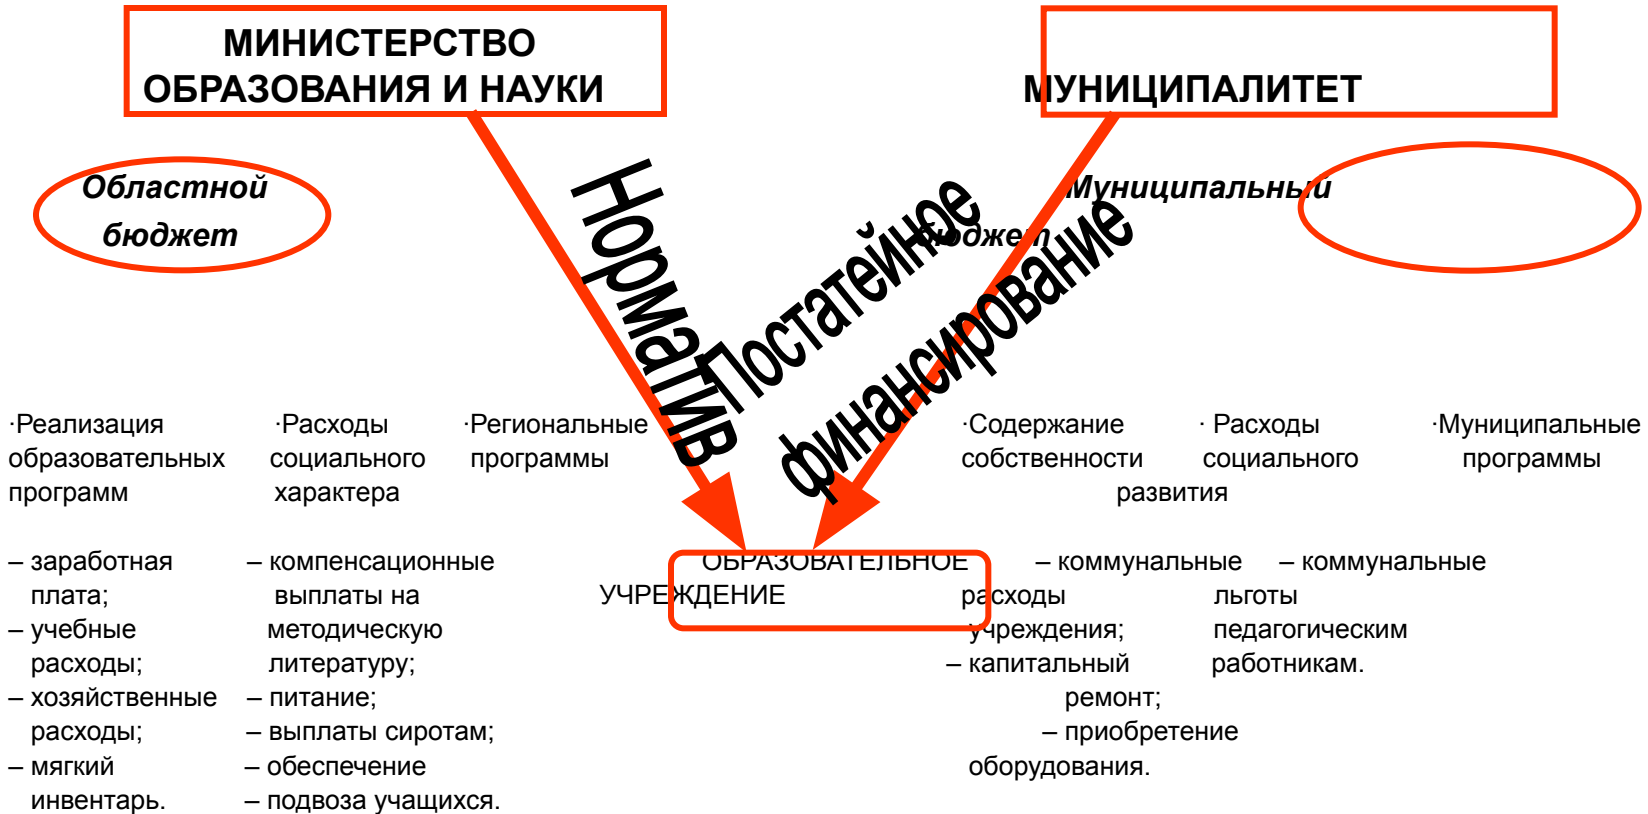 МИНИСТЕРСТВО
ОБРАЗОВАНИЯ И НАУКИ
МУНИЦИПАЛИТЕТ
Областной
бюджет
Муниципальный
бюджет
Норматив
Постатейное
финансирование
·Реализация
образовательных
программ
·Расходы
социального
характера
·Региональные
программы
·Содержание
собственности
· Расходы
социального
развития
·Муниципальные
программы
– заработная
плата;
– учебные
расходы;
– хозяйственные
расходы;
– мягкий
инвентарь.
– компенсационные
выплаты на
методическую
литературу;
– питание;
– выплаты сиротам;
– обеспечение
– подвоза учащихся.
ОБРАЗОВАТЕЛЬНОЕ
УЧРЕЖДЕНИЕ
– коммунальные
расходы
учреждения;
– капитальный
ремонт;
– приобретение
оборудования.
– коммунальные
льготы
педагогическим
работникам.